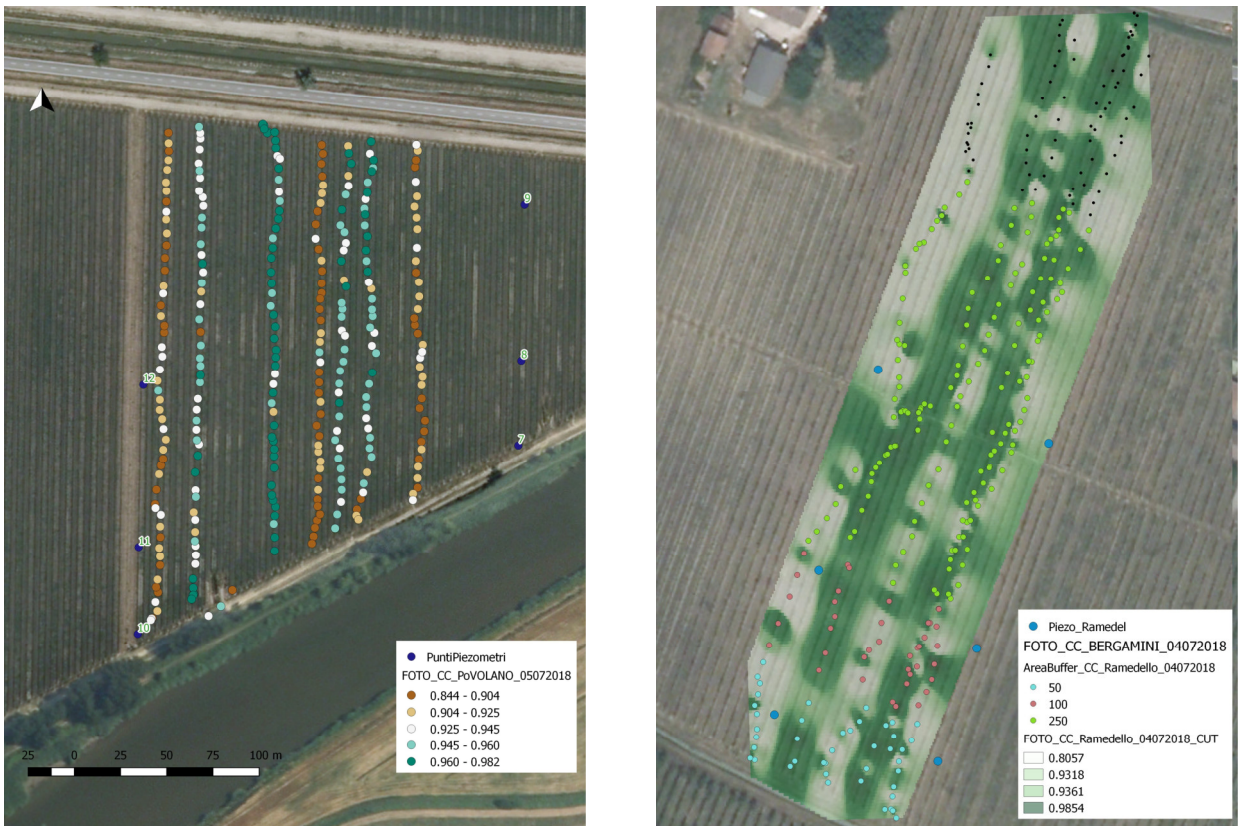 9
8
7
12
11
10
PuntiPiezometri
FOTO_CC_PoVOLANO_05072018
0.844 - 0.904
0.904 - 0.925
0.925 - 0.945
0.945 - 0.960
0.960 - 0.982
25 0 25 50 75 100 m
Piezo_Ramedel
FOTO_CC_BERGAMINI_04072018
AreaBuffer_CC_Ramedello_04072018
50
100
250
FOTO_CC_Ramedello_04072018_CUT
0.8057
0.9318
0.9361
0.9854